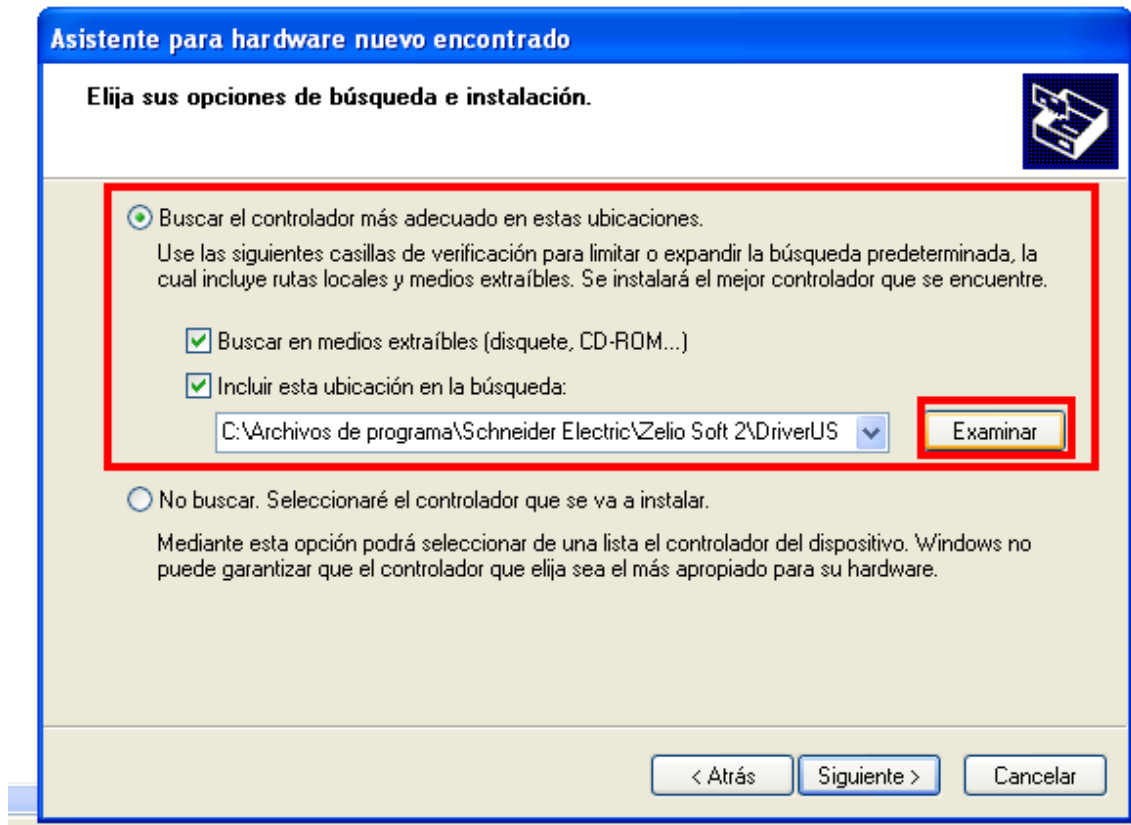 Asistente para hardware nuevo encontrado
Elija sus opciones de búsqueda e instalación.
Buscar el controlador más adecuado en estas ubicaciones.
Use las siguientes casillas de verificación para limitar o expandir la búsqueda predeterminada, la
cual incluye rutas locales y medios extraíbles. Se instalará el mejor controlador que se encuentre.
Buscar en medios extraíbles (disquete, CD-ROM...)
Incluir esta ubicación en la búsqueda:
C:\Archivos de programa\Schneider Electric\Zelio Soft 2\DriverUS
Examinar
No buscar. Seleccionaré el controlador que se va a instalar.
Mediante esta opción podrá seleccionar de una lista el controlador del dispositivo. Windows no
puede garantizar que el controlador que elija sea el más apropiado para su hardware.
< Atrás
Siguiente >
Cancelar